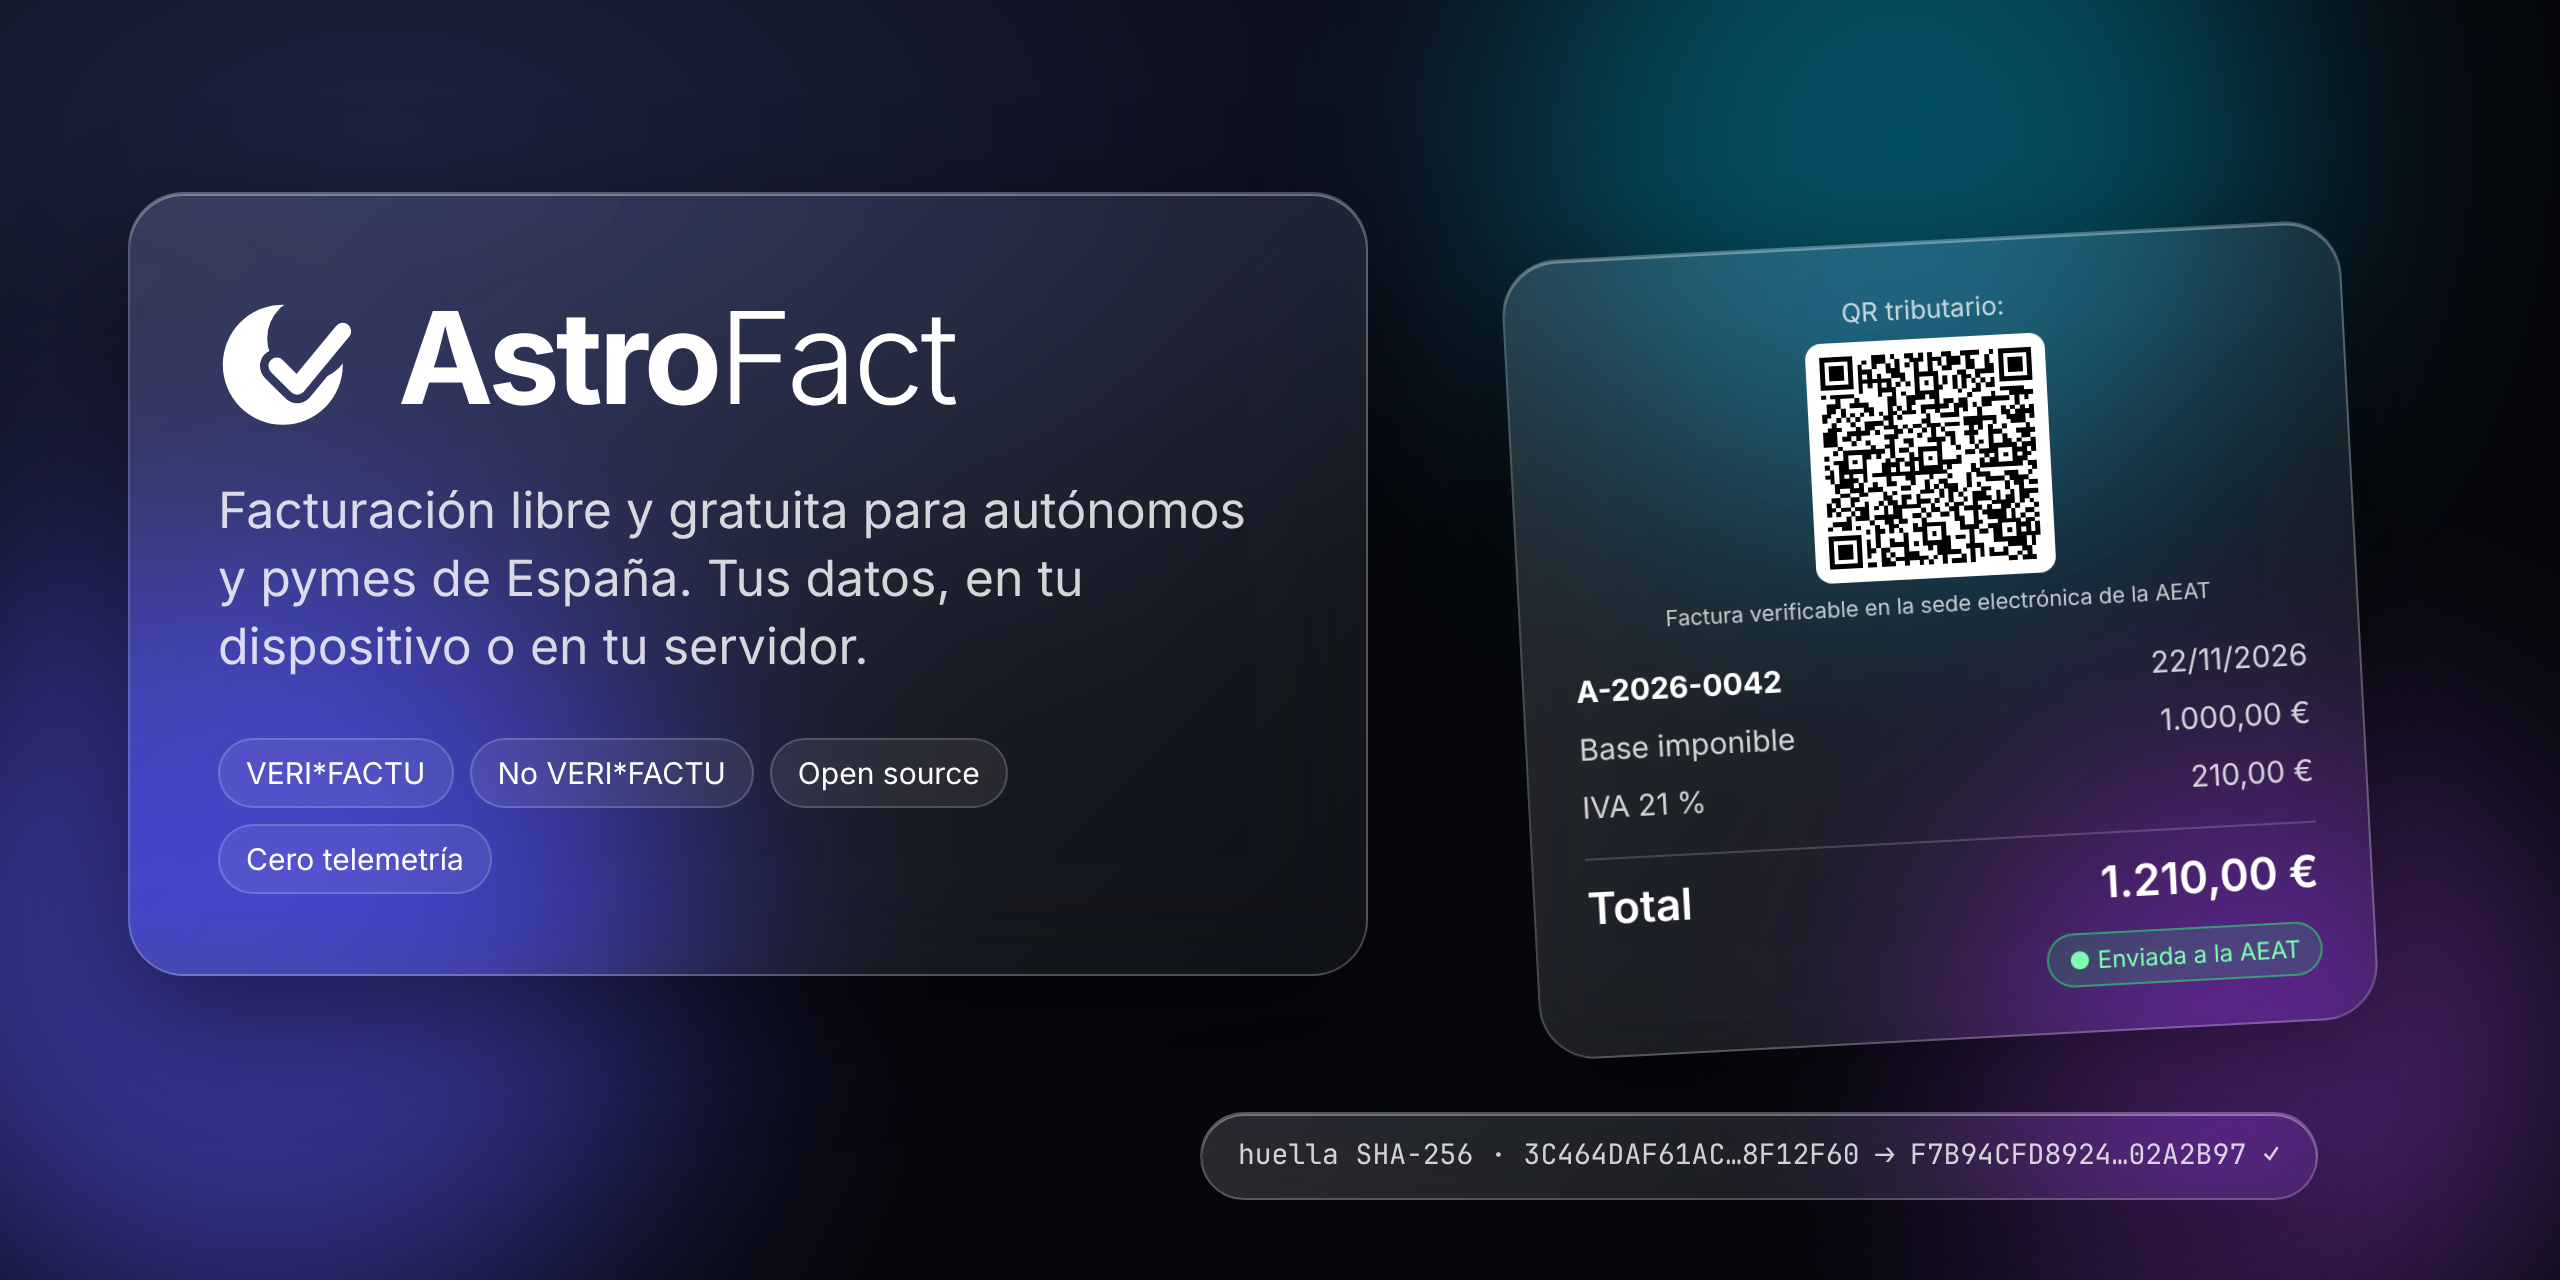 AstroFact
Facturación libre y gratuita para autónomos
y pymes de España. Tus datos, en tu
dispositivo o en tu servidor.
VERI*FACTU
No VERI*FACTU
Open source
Cero telemetría
QR tributario:
Factura verificable en la sede electrónica de la AEAT
A-2026-0042 22/11/2026
Base imponible 1.000,00 €
IVA 21 % 210,00 €
Total 1.210,00 €
Enviada a la AEAT
huella SHA-256 · 3C464DAF61AC…8F12F60 → F7B94CFD8924…02A2B97 ✓